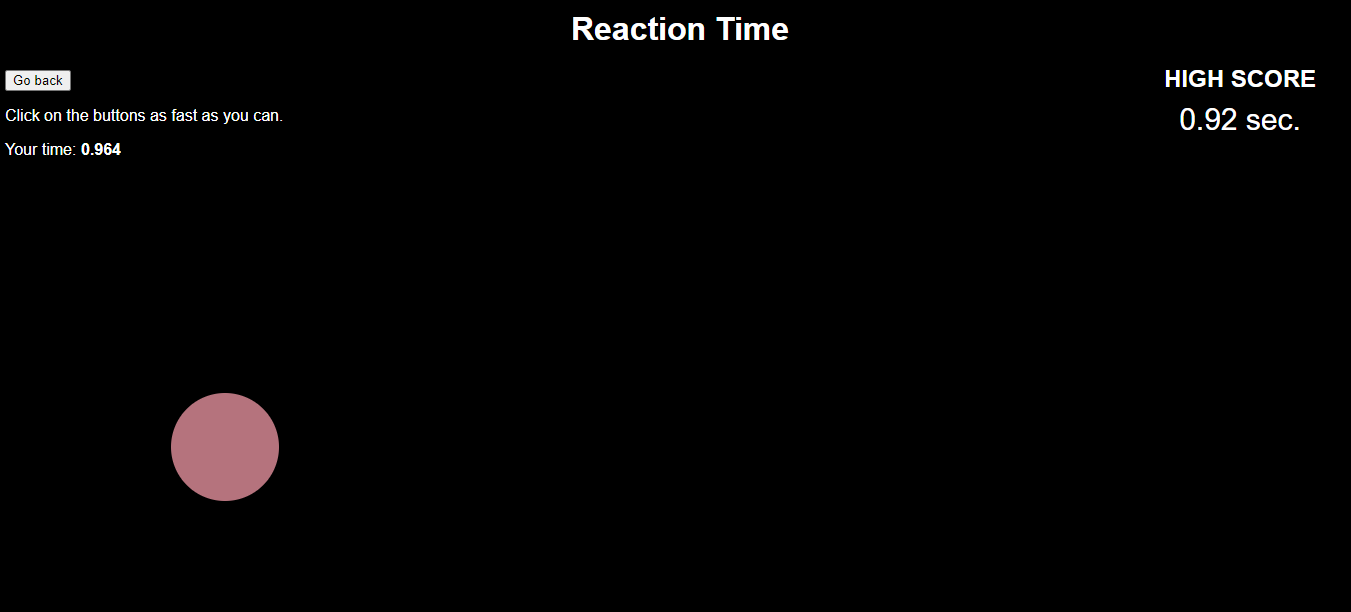 Reaction Time
Go back
HIGH SCORE
0.92 sec.
Click on the buttons as fast as you can.
Your time: 0.964